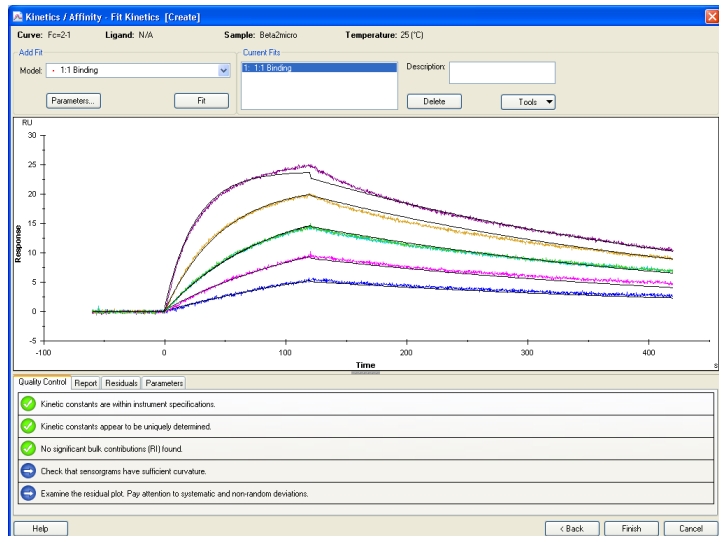 Kinetics / Affinity - Fit Kinetics [Create]
Curve: Fc=2-1 Ligand: N/A Sample: Beta2micro Temperature: 25 (°C)
Add Fit
Current Fits
Model: - 1:1 Binding
1: 1:1 Binding
Description:
Parameters...
Fit
Delete
Tools
RU
30
25
20
15
10
5
0
-5
Response
-100 0 100 200 300 400
Time
s
Quality Control Report Residuals Parameters
Kinetic constants are within instrument specifications.
Kinetic constants appear to be uniquely determined.
No significant bulk contributions (RI) found.
Check that sensorgrams have sufficient curvature.
Examine the residual plot. Pay attention to systematic and non-random deviations.
Help
< Back
Finish
Cancel